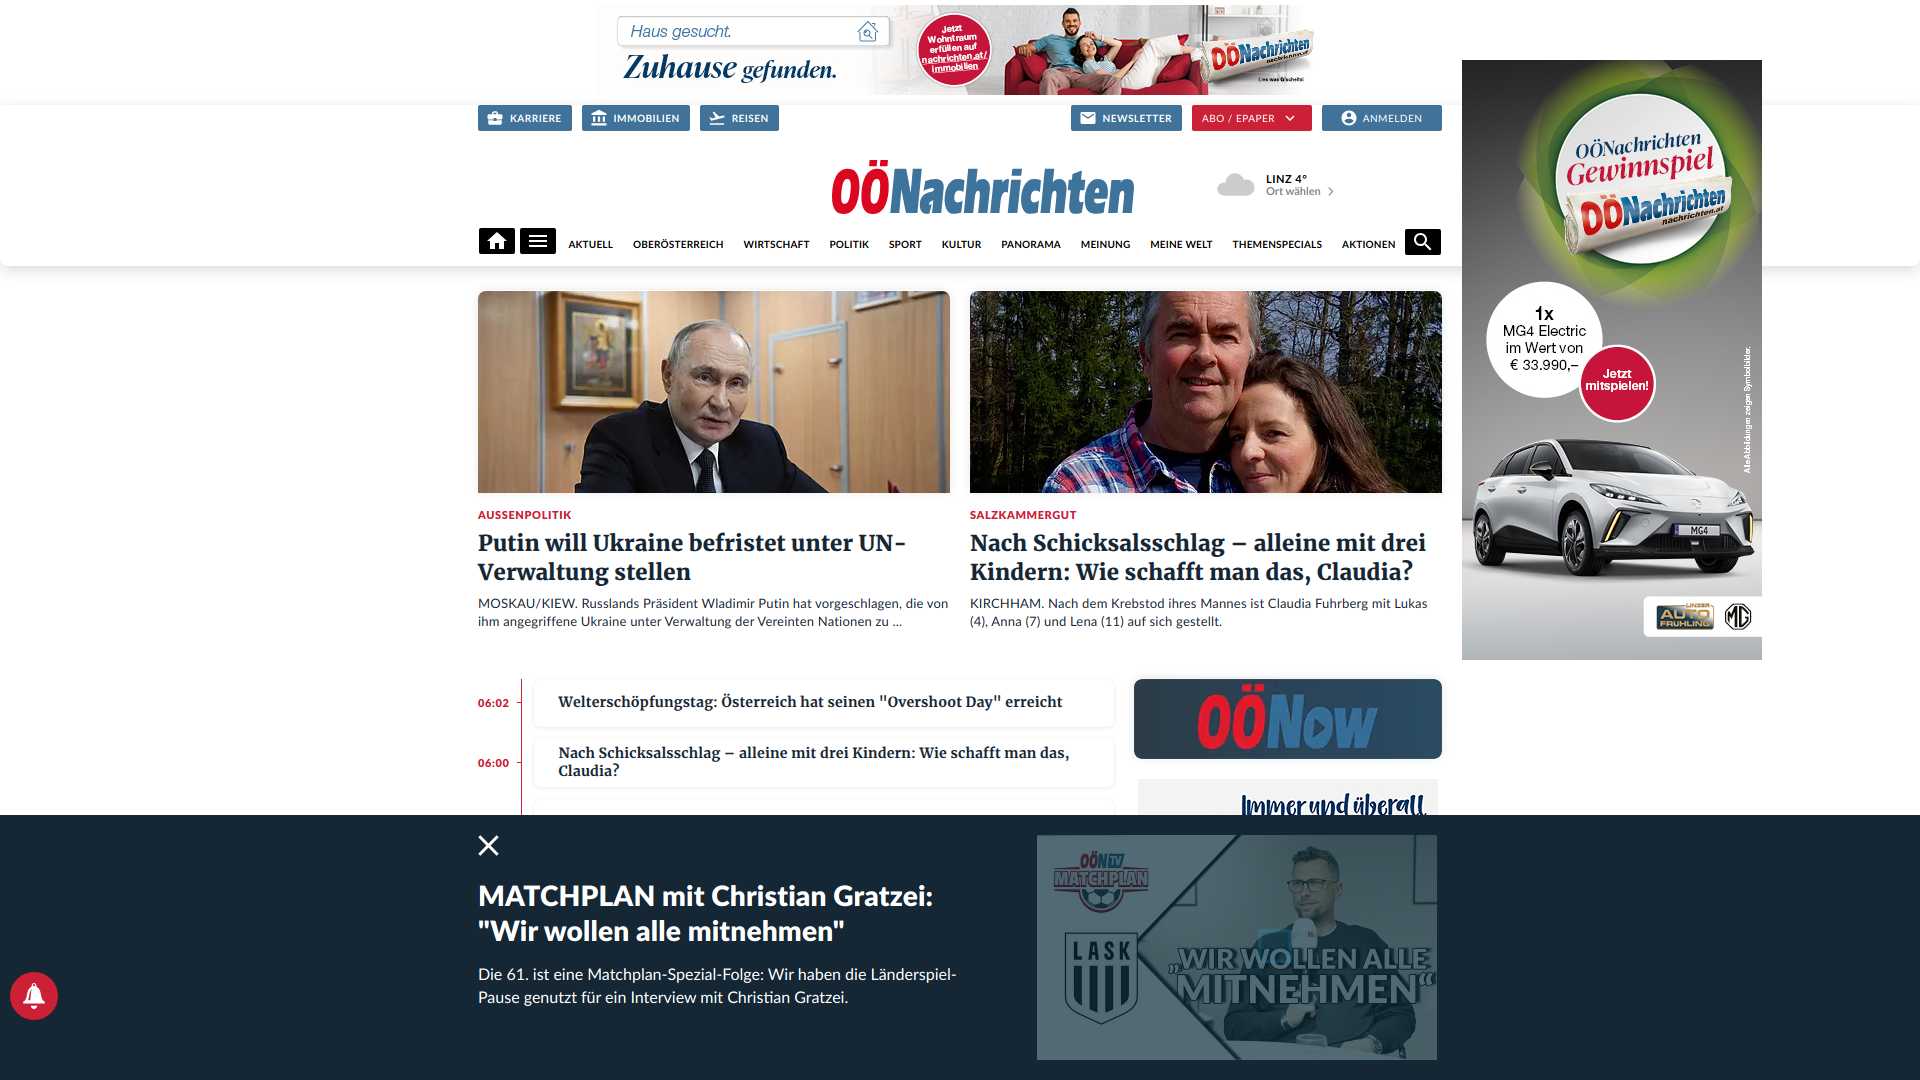 Haus gesucht.
Zuhause gefunden.
Jetzt
Wohntraum
erfüllen auf
nachrichten.at/
immobilien
OÖNachrichten
nachrichten.at
Lies was G'scheits!
KARRIERE
IMMOBILIEN
REISEN
NEWSLETTER
ABO / EPAPER
ANMELDEN
OÖNachrichten
LINZ 4°
Ort wählen
AKTUELL
OBERÖSTERREICH
WIRTSCHAFT
POLITIK
SPORT
KULTUR
PANORAMA
MEINUNG
MEINE WELT
THEMENSPECIALS
AKTIONEN
OÖNachrichten
Gewinnspiel
OÖNachrichten
nachrichten.at
1x
MG4 Electric
im Wert von
€ 33.990,–
Jetzt
mitspielen!
Alle Abbildungen zeigen Symbolbilder.
MG4
LINZER
AUTO
FRÜHLING
MG
AUSSENPOLITIK
Putin will Ukraine befristet unter UN-
Verwaltung stellen
MOSKAU/KIEW. Russlands Präsident Wladimir Putin hat vorgeschlagen, die von
ihm angegriffene Ukraine unter Verwaltung der Vereinten Nationen zu ...
SALZKAMMERGUT
Nach Schicksalsschlag – alleine mit drei
Kindern: Wie schafft man das, Claudia?
KIRCHHAM. Nach dem Krebstod ihres Mannes ist Claudia Fuhrberg mit Lukas
(4), Anna (7) und Lena (11) auf sich gestellt.
06:02
Welterschöpfungstag: Österreich hat seinen "Overshoot Day" erreicht
06:00
Nach Schicksalsschlag – alleine mit drei Kindern: Wie schafft man das,
Claudia?
OÖNow
Immer und überall
MATCHPLAN mit Christian Gratzei:
"Wir wollen alle mitnehmen"
Die 61. ist eine Matchplan-Spezial-Folge: Wir haben die Länderspiel-
Pause genutzt für ein Interview mit Christian Gratzei.
OÖN TV
MATCHPLAN
LASK
„WIR WOLLEN ALLE
MITNEHMEN“